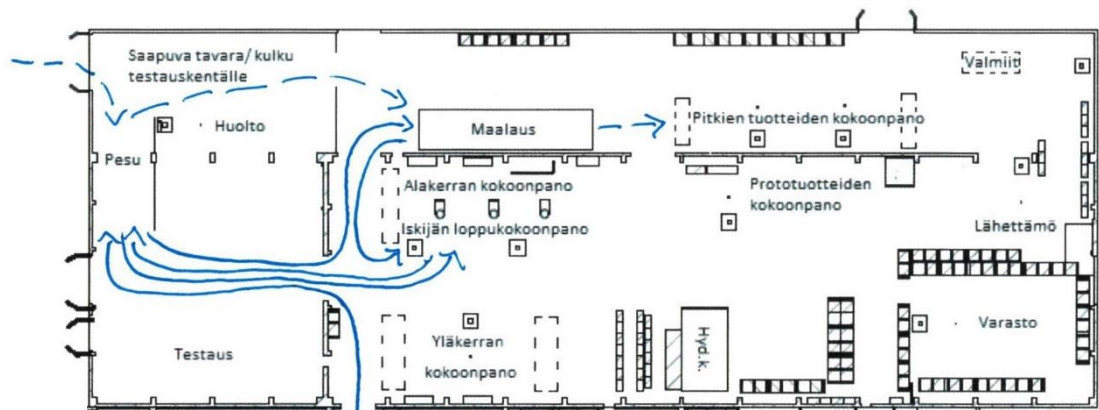 Saapuva tavara/ kulku
testauskentälle
Huolto
Pesu
Maalaus
Valmiit
Pitkien tuotteiden kokoonpano
Alakerran kokoonpano
Iskijän loppukokoonpano
Prototuotteiden
kokoonpano
Lähettämö
Testaus
Yläkerran
kokoonpano
Hyd.k.
Varasto